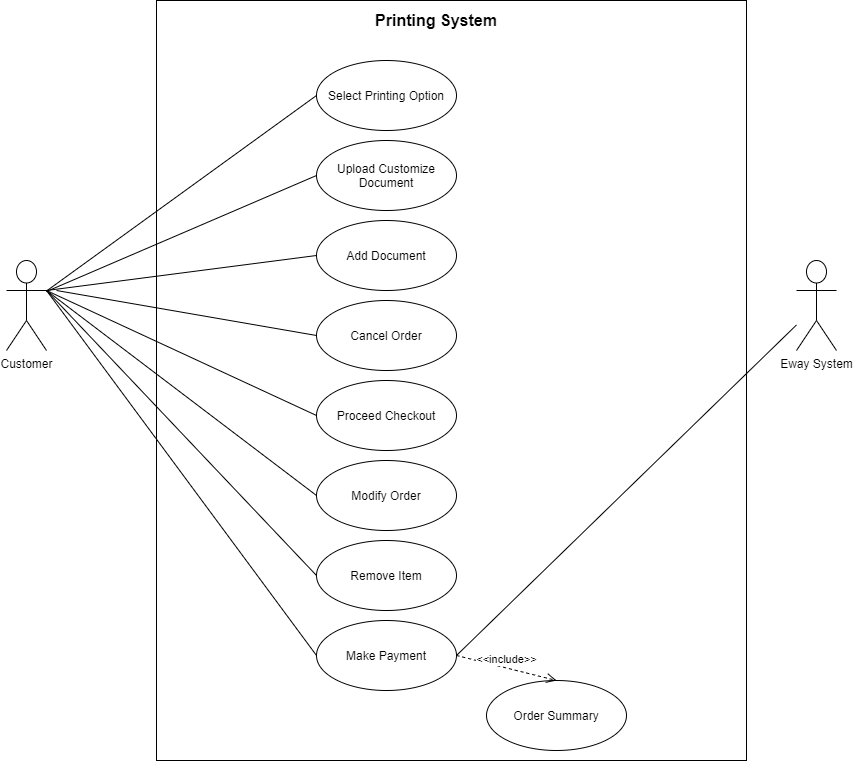 Printing System
Select Printing Option
Upload Customize
Document
Add Document
Cancel Order
Customer
Eway System
Proceed Checkout
Modify Order
Remove Item
Make Payment
<<include>>
Order Summary